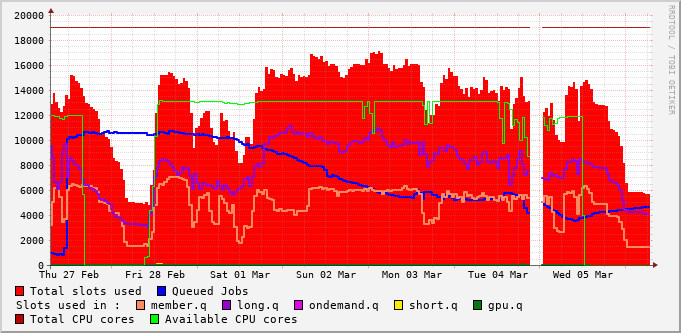 20000
18000
16000
14000
12000
10000
8000
6000
4000
2000
0
Thu 27 Feb Fri 28 Feb Sat 01 Mar Sun 02 Mar Mon 03 Mar Tue 04 Mar Wed 05 Mar
RRDTOOL / TOBI OETIKER
Total slots used Queued Jobs
Slots used in : member.q long.q ondemand.q short.q gpu.q
Total CPU cores Available CPU cores